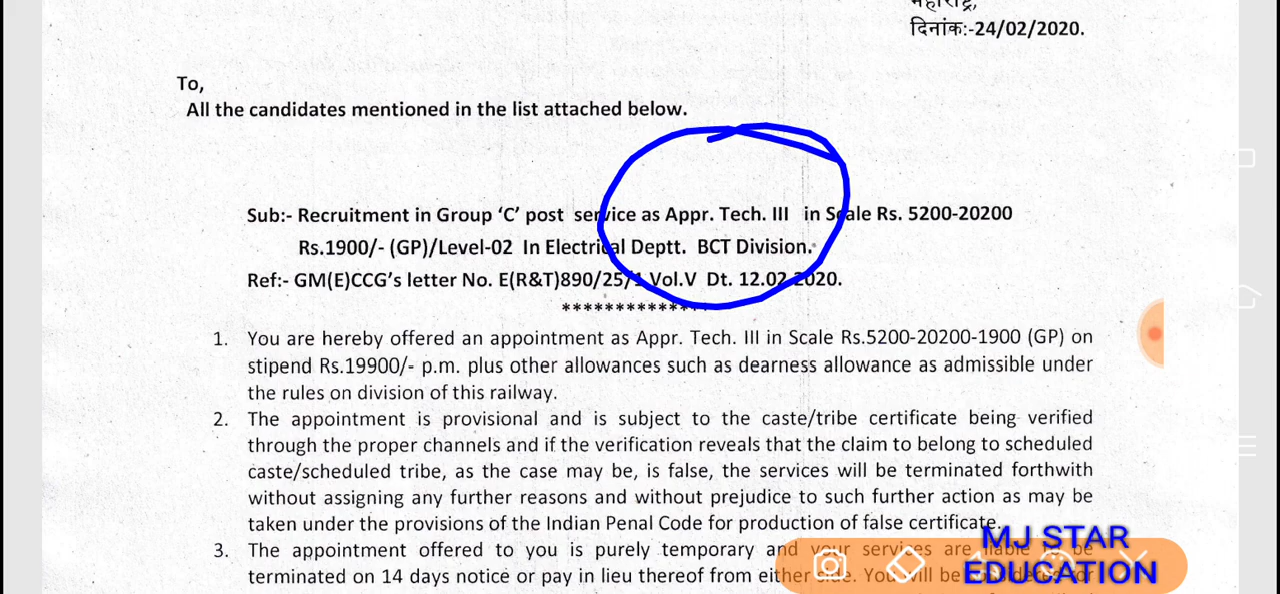 महाराष्ट्र,
दिनांक:-24/02/2020.
To,
All the candidates mentioned in the list attached below.
Sub:- Recruitment in Group ‘C’ post service as Appr. Tech. III in Scale Rs. 5200-20200
Rs.1900/- (GP)/Level-02 In Electrical Deptt. BCT Division.
Ref:- GM(E)CCG’s letter No. E(R&T)890/25/1 Vol.V Dt. 12.02.2020.
***************
1. You are hereby offered an appointment as Appr. Tech. III in Scale Rs.5200-20200-1900 (GP) on
stipend Rs.19900/- p.m. plus other allowances such as dearness allowance as admissible under
the rules on division of this railway.
2. The appointment is provisional and is subject to the caste/tribe certificate being verified
through the proper channels and if the verification reveals that the claim to belong to scheduled
caste/scheduled tribe, as the case may be, is false, the services will be terminated forthwith
without assigning any further reasons and without prejudice to such further action as may be
taken under the provisions of the Indian Penal Code for production of false certificate.
3. The appointment offered to you is purely temporary and your services are liable to be
terminated on 14 days notice or pay in lieu thereof from either side. You will be
MJ STAR
EDUCATION